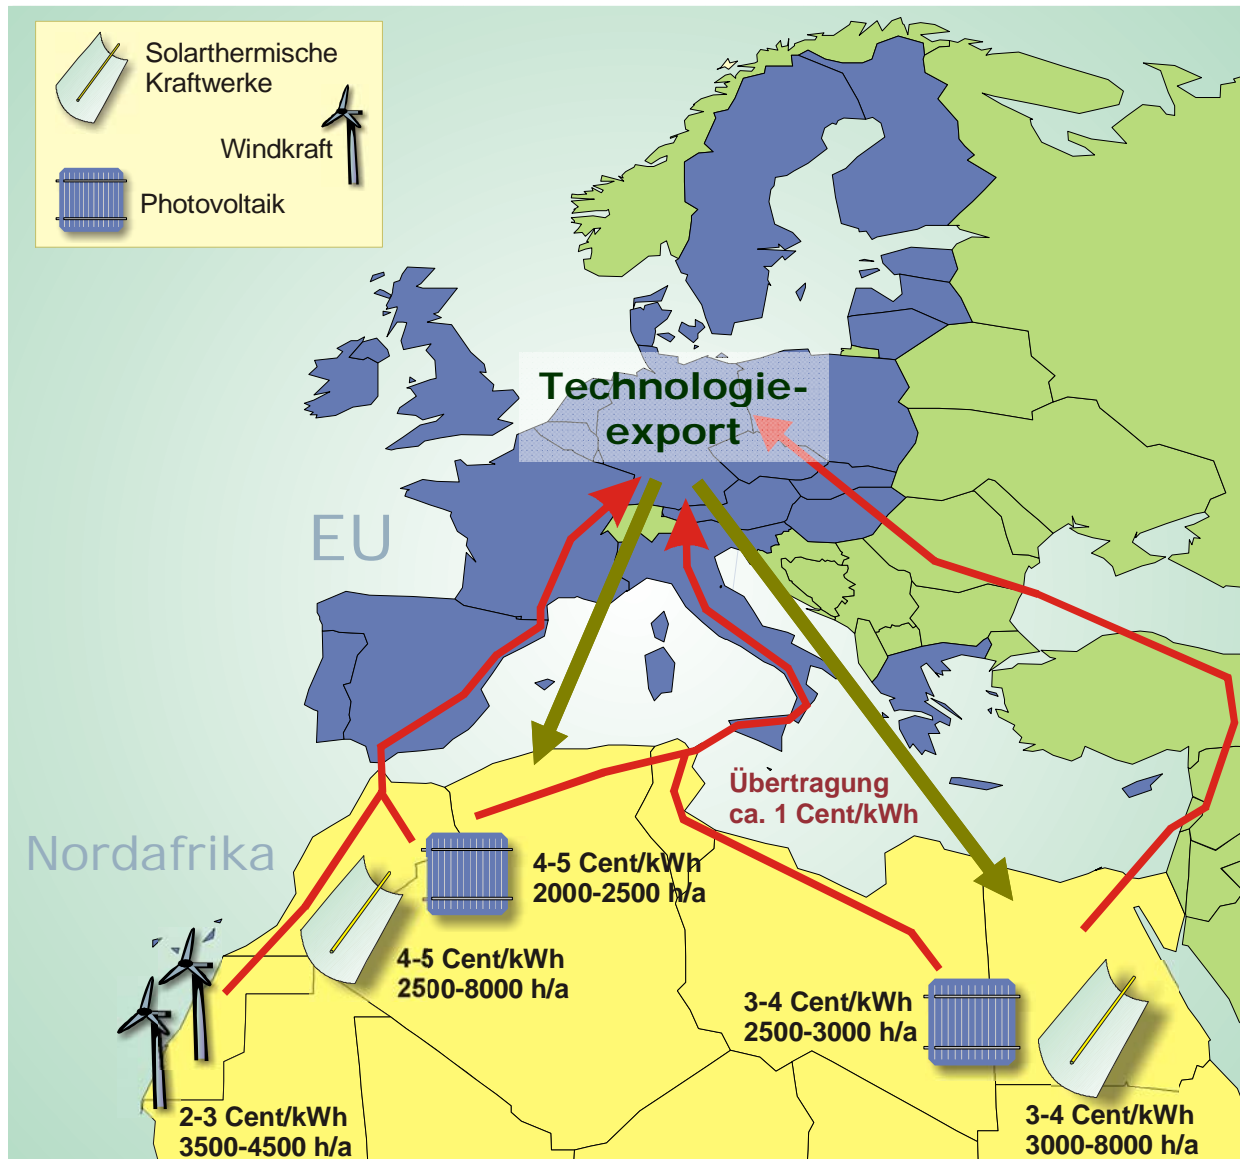 Solarthermische
Kraftwerke
Windkraft
Photovoltaik
Technologie-
export
EU
Übertragung
ca. 1 Cent/kWh
Nordafrika
4-5 Cent/kWh
2000-2500 h/a
4-5 Cent/kWh
2500-8000 h/a
3-4 Cent/kWh
2500-3000 h/a
2-3 Cent/kWh
3500-4500 h/a
3-4 Cent/kWh
3000-8000 h/a